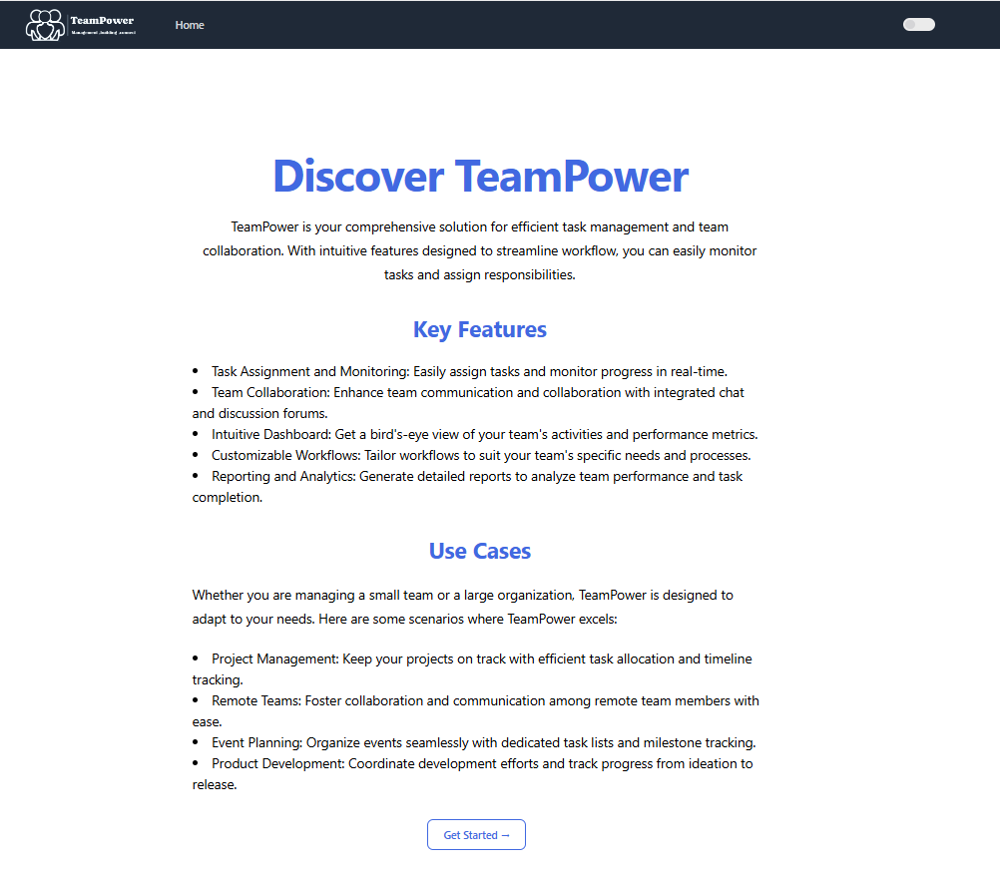 TeamPower
Home
Discover TeamPower
TeamPower is your comprehensive solution for efficient task management and team
collaboration. With intuitive features designed to streamline workflow, you can easily monitor
tasks and assign responsibilities.
Key Features
• Task Assignment and Monitoring: Easily assign tasks and monitor progress in real-time.
• Team Collaboration: Enhance team communication and collaboration with integrated chat
and discussion forums.
• Intuitive Dashboard: Get a bird's-eye view of your team's activities and performance metrics.
• Customizable Workflows: Tailor workflows to suit your team's specific needs and processes.
• Reporting and Analytics: Generate detailed reports to analyze team performance and task
completion.
Use Cases
Whether you are managing a small team or a large organization, TeamPower is designed to
adapt to your needs. Here are some scenarios where TeamPower excels:
• Project Management: Keep your projects on track with efficient task allocation and timeline
tracking.
• Remote Teams: Foster collaboration and communication among remote team members with
ease.
• Event Planning: Organize events seamlessly with dedicated task lists and milestone tracking.
• Product Development: Coordinate development efforts and track progress from ideation to
release.
Get Started →